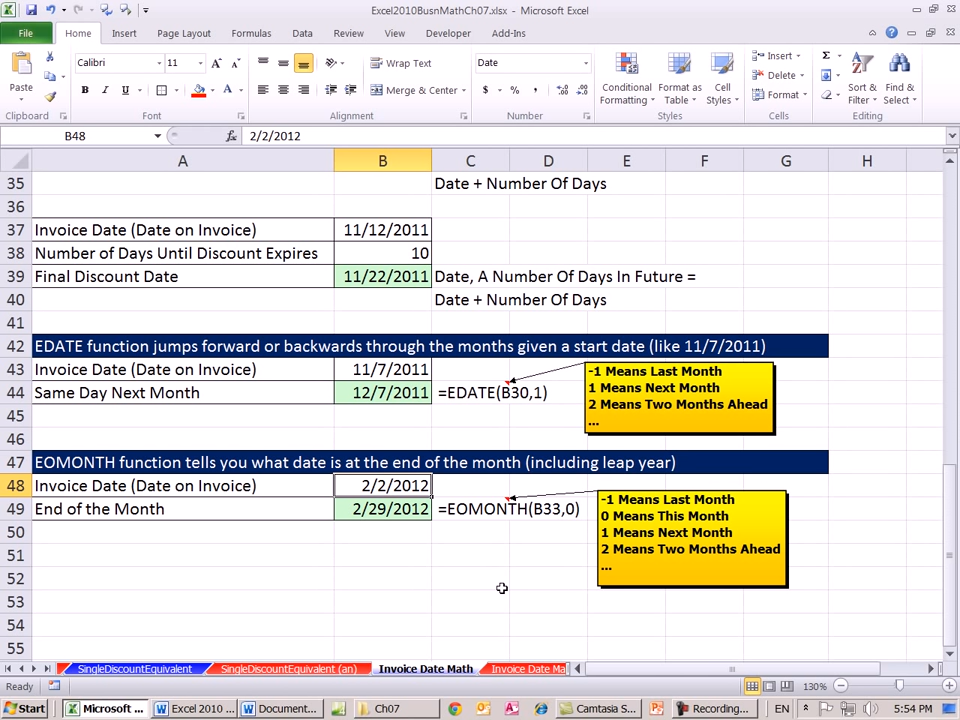 Excel2010BusnMathCh07.xlsx - Microsoft Excel
File Home Insert Page Layout Formulas Data Review View Developer Add-Ins
Calibri 11 Wrap Text Date Insert Σ
Paste Delete
Conditional Formatting Format as Table Cell Styles Sort & Filter Find & Select
B I U A Merge & Center $ % , Format
Clipboard Font Alignment Number Styles Cells Editing
B48 fx 2/2/2012
A B C D E F G H
35 Date + Number Of Days
36
37 Invoice Date (Date on Invoice) 11/12/2011
38 Number of Days Until Discount Expires 10
39 Final Discount Date 11/22/2011 Date, A Number Of Days In Future =
40 Date + Number Of Days
41
42 EDATE function jumps forward or backwards through the months given a start date (like 11/7/2011)
43 Invoice Date (Date on Invoice) 11/7/2011
44 Same Day Next Month 12/7/2011 =EDATE(B30,1)
-1 Means Last Month
1 Means Next Month
2 Means Two Months Ahead
...
45
46
47 EOMONTH function tells you what date is at the end of the month (including leap year)
48 Invoice Date (Date on Invoice) 2/2/2012
49 End of the Month 2/29/2012 =EOMONTH(B33,0)
-1 Means Last Month
0 Means This Month
1 Means Next Month
2 Means Two Months Ahead
...
50
51
52
53
54
55
SingleDiscountEquivalent SingleDiscountEquivalent (an) Invoice Date Math Invoice Date Ma
Ready 130%
Start Microsoft ... Excel 2010 ... Document... Ch07 Camtasia S... Recording... 5:54 PM